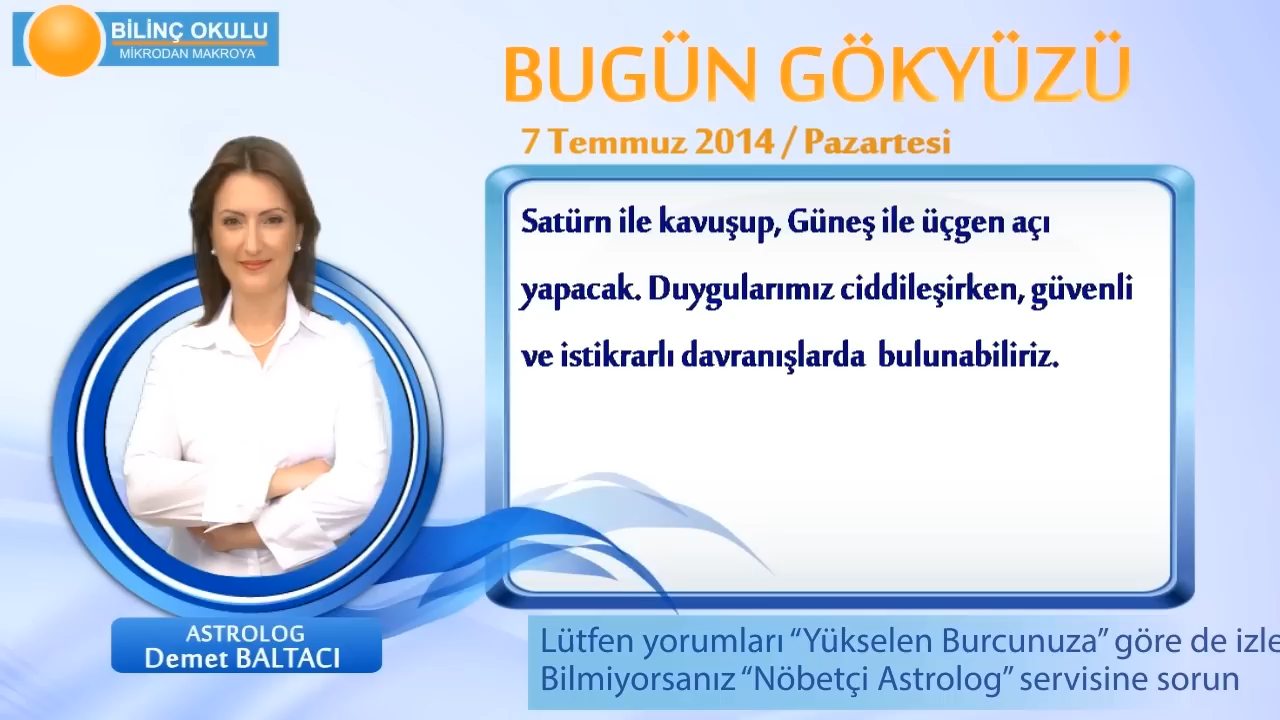 BİLİNÇ OKULU
MİKRODAN MAKROYA
BUGÜN GÖKYÜZÜ
7 Temmuz 2014 / Pazartesi
Satürn ile kavuşup, Güneş ile üçgen açı
yapacak. Duygularımız ciddileşirken, güvenli
ve istikrarlı davranışlarda bulunabiliriz.
ASTROLOG
Demet BALTACI
Lütfen yorumları “Yükselen Burcunuza” göre de izle
Bilmiyorsanız “Nöbetçi Astrolog” servisine sorun